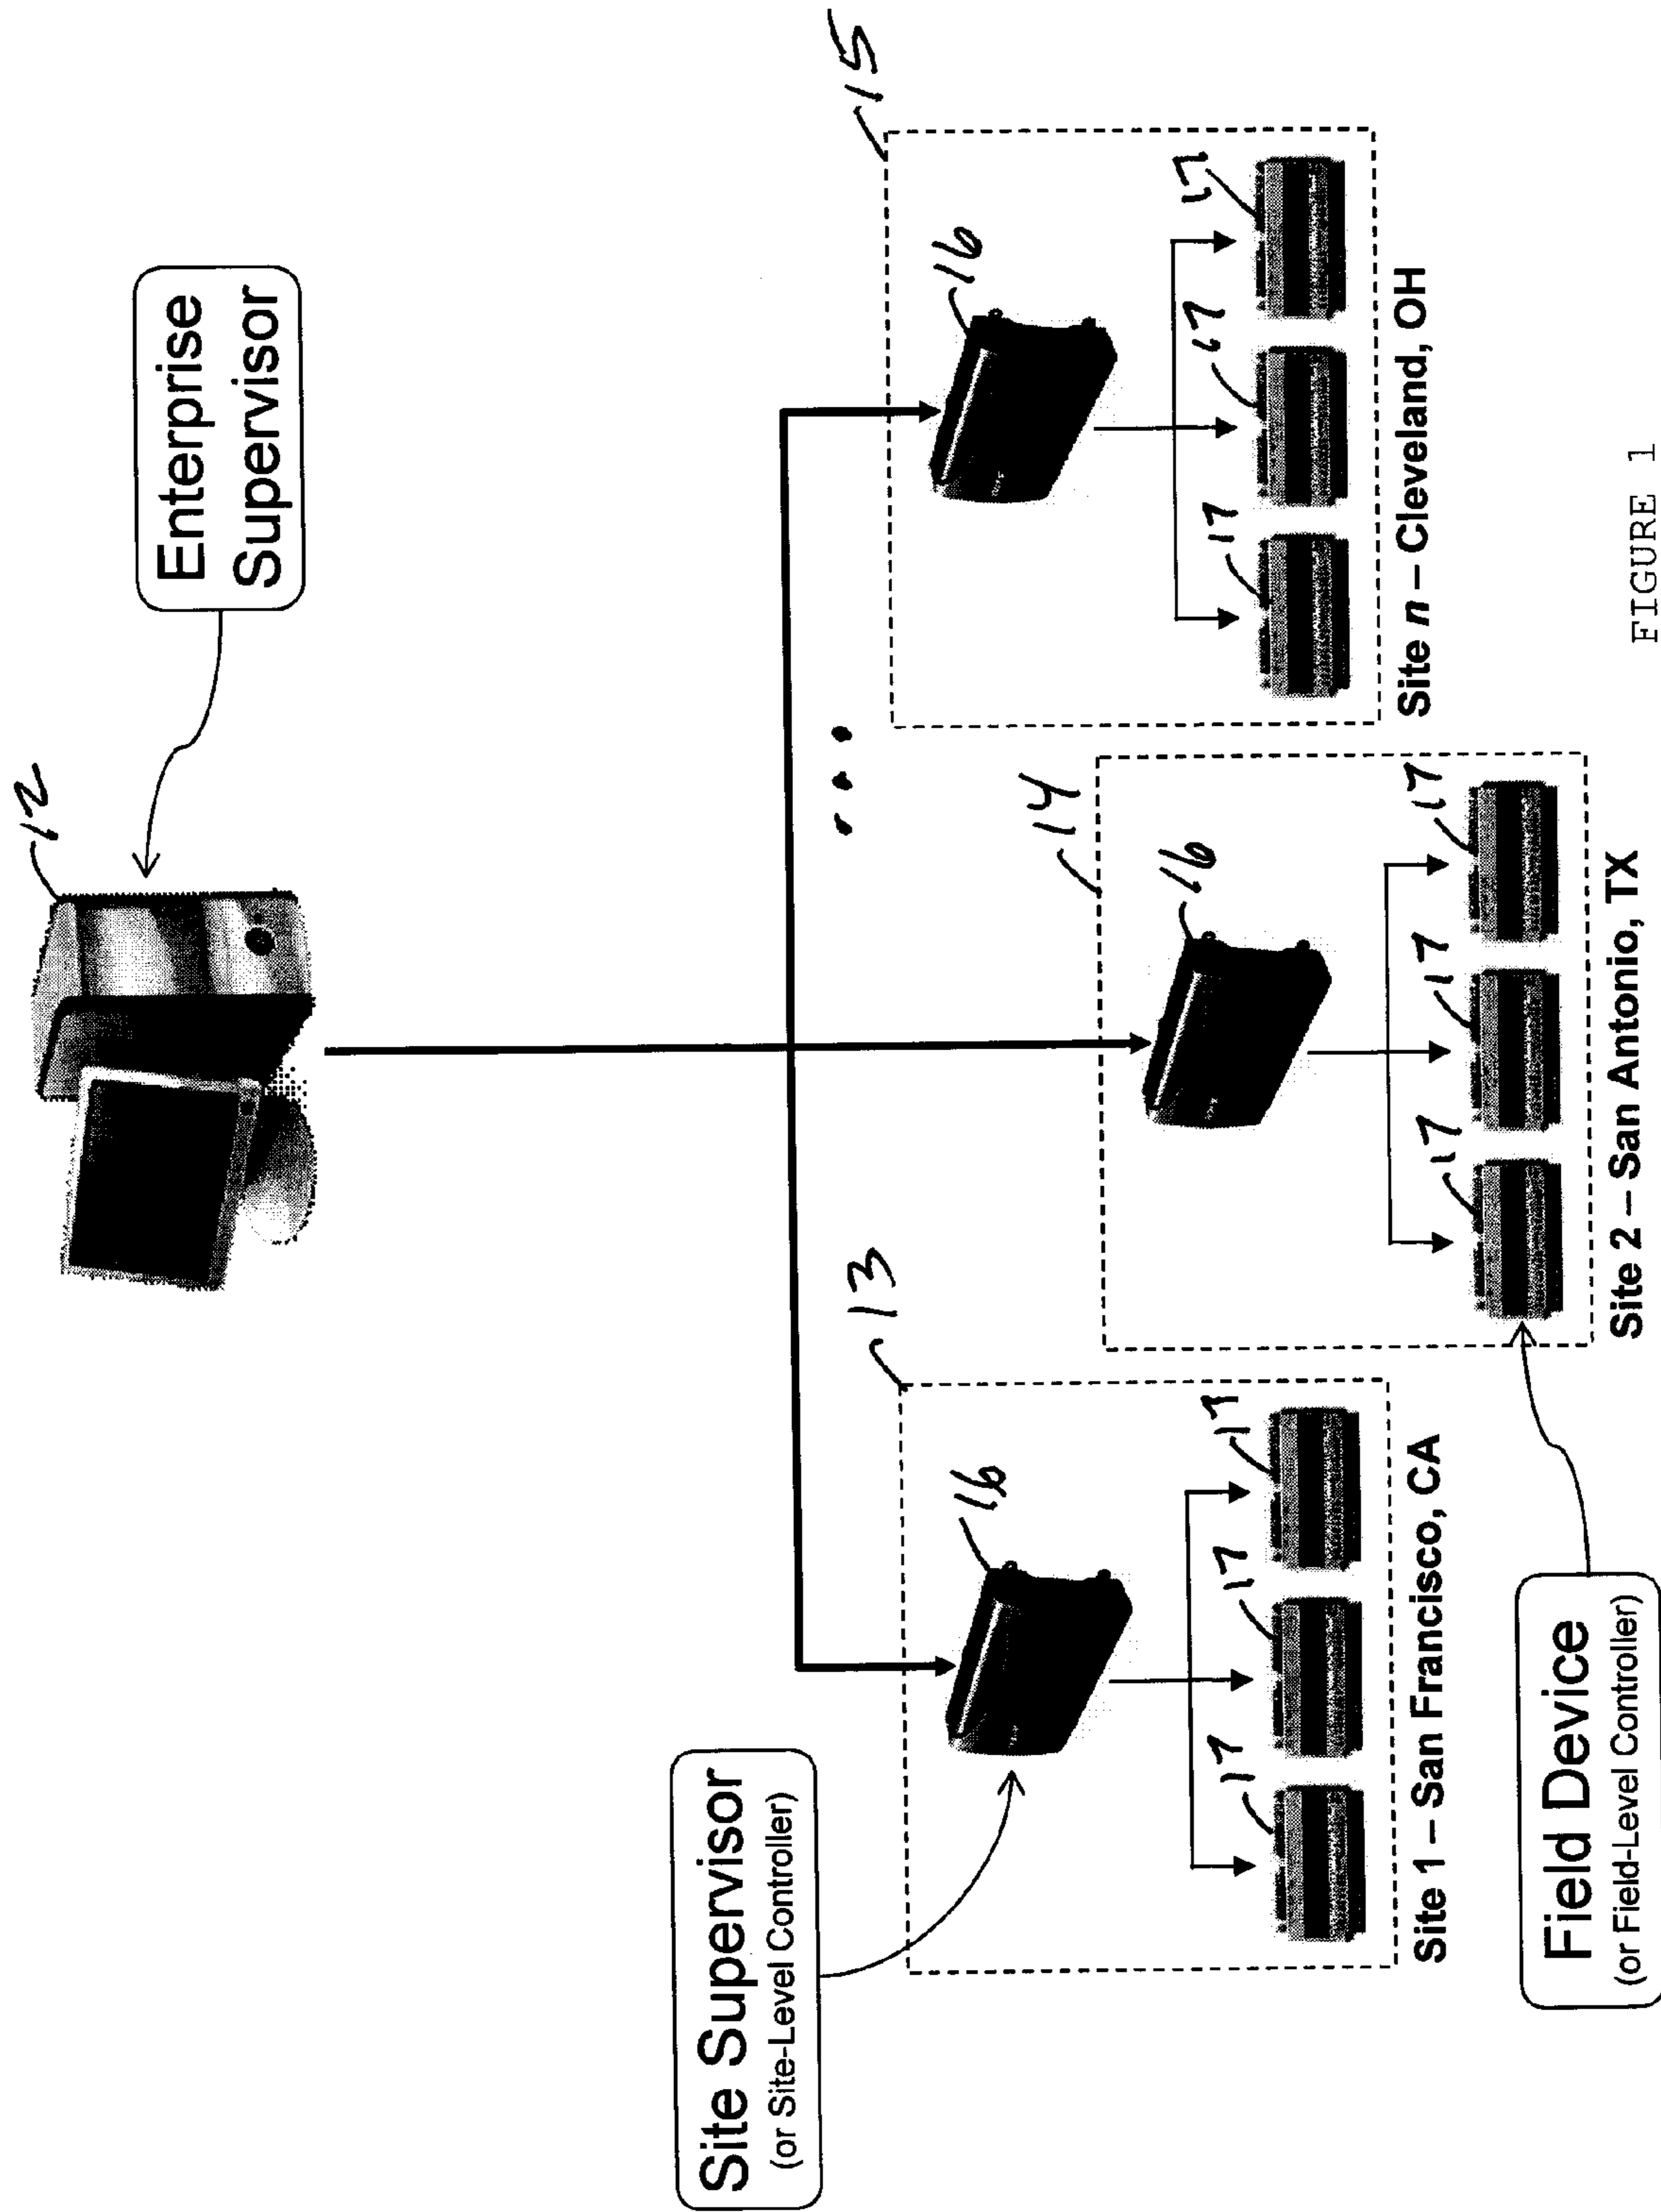 12
Enterprise
Supervisor
Site Supervisor
(or Site-Level Controller)
13
16
17
17
17
Site 1 – San Francisco, CA
14
16
17
17
17
Site 2 – San Antonio, TX
15
16
17
17
17
Site n – Cleveland, OH
Field Device
(or Field-Level Controller)
FIGURE 1